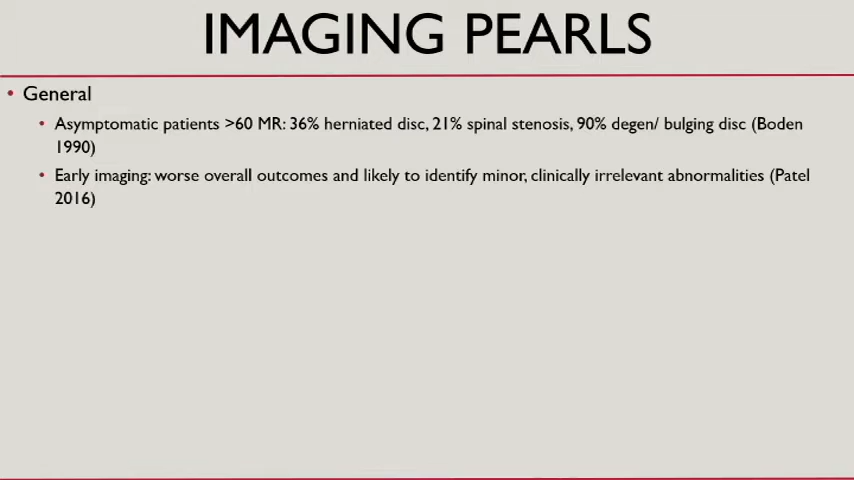 IMAGING PEARLS
• General
• Asymptomatic patients >60 MR: 36% herniated disc, 21% spinal stenosis, 90% degen/ bulging disc (Boden
1990)
• Early imaging: worse overall outcomes and likely to identify minor, clinically irrelevant abnormalities (Patel
2016)